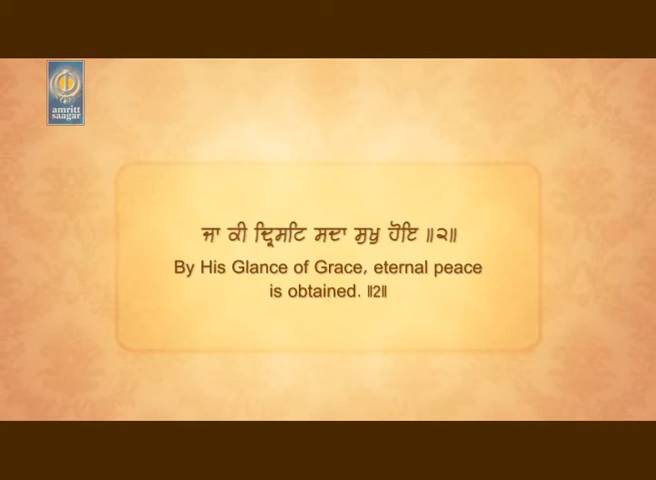 amritt
saagar
ਜਾ ਕੀ ਦ੍ਰਿਸਟਿ ਸਦਾ ਸੁਖੁ ਹੋਇ ॥੨॥
By His Glance of Grace, eternal peace
is obtained. ॥2॥